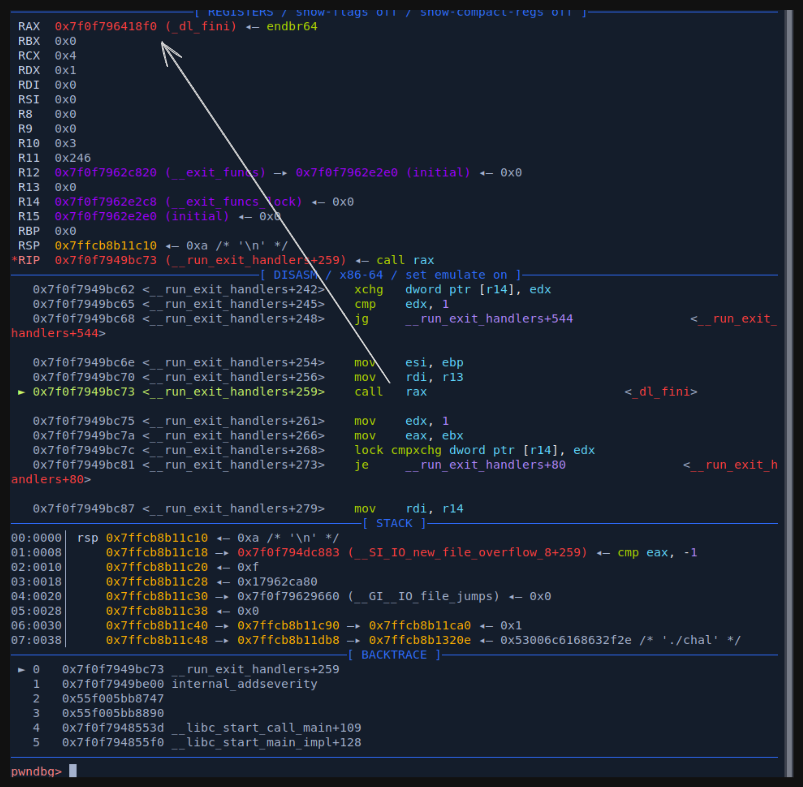 [ REGISTERS / show-flags off / show-compact-regs off ]
RAX  0x7f0f796418f0 (_dl_fini) ◂— endbr64
RBX  0x0
RCX  0x4
RDX  0x1
RDI  0x0
RSI  0x0
R8   0x0
R9   0x0
R10  0x3
R11  0x246
R12  0x7f0f7962c820 (__exit_funcs) —▸ 0x7f0f7962e2e0 (initial) ◂— 0x0
R13  0x0
R14  0x7f0f7962e2c8 (__exit_funcs_lock) ◂— 0x0
R15  0x7f0f7962e2e0 (initial) ◂— 0x0
RBP  0x0
RSP  0x7ffcb8b11c10 ◂— 0xa /* '\n' */
*RIP  0x7f0f7949bc73 (__run_exit_handlers+259) ◂— call rax
[ DISASM / x86-64 / set emulate on ]
0x7f0f7949bc62 <__run_exit_handlers+242>    xchg   dword ptr [r14], edx
0x7f0f7949bc65 <__run_exit_handlers+245>    cmp    edx, 1
0x7f0f7949bc68 <__run_exit_handlers+248>    jg     __run_exit_handlers+544                <__run_exit_
handlers+544>
0x7f0f7949bc6e <__run_exit_handlers+254>    mov    esi, ebp
0x7f0f7949bc70 <__run_exit_handlers+256>    mov    rdi, r13
► 0x7f0f7949bc73 <__run_exit_handlers+259>    call   rax                           <_dl_fini>
0x7f0f7949bc75 <__run_exit_handlers+261>    mov    edx, 1
0x7f0f7949bc7a <__run_exit_handlers+266>    mov    eax, ebx
0x7f0f7949bc7c <__run_exit_handlers+268>    lock cmpxchg dword ptr [r14], edx
0x7f0f7949bc81 <__run_exit_handlers+273>    je     __run_exit_handlers+80                <__run_exit_h
andlers+80>
0x7f0f7949bc87 <__run_exit_handlers+279>    mov    rdi, r14
[ STACK ]
00:0000│ rsp 0x7ffcb8b11c10 ◂— 0xa /* '\n' */
01:0008│     0x7ffcb8b11c18 —▸ 0x7f0f794dc883 (__SI_IO_new_file_overflow_8+259) ◂— cmp eax, -1
02:0010│     0x7ffcb8b11c20 ◂— 0xf
03:0018│     0x7ffcb8b11c28 ◂— 0x17962ca80
04:0020│     0x7ffcb8b11c30 —▸ 0x7f0f79629660 (__GI__IO_file_jumps) ◂— 0x0
05:0028│     0x7ffcb8b11c38 ◂— 0x0
06:0030│     0x7ffcb8b11c40 —▸ 0x7ffcb8b11c90 —▸ 0x7ffcb8b11ca0 ◂— 0x1
07:0038│     0x7ffcb8b11c48 —▸ 0x7ffcb8b11db8 —▸ 0x7ffcb8b1320e ◂— 0x53006c6168632f2e /* './chal' */
[ BACKTRACE ]
► 0   0x7f0f7949bc73 __run_exit_handlers+259
1   0x7f0f7949be00 internal_addseverity
2   0x55f005bb8747
3   0x55f005bb8890
4   0x7f0f7948553d __libc_start_call_main+109
5   0x7f0f794855f0 __libc_start_main_impl+128
pwndbg>